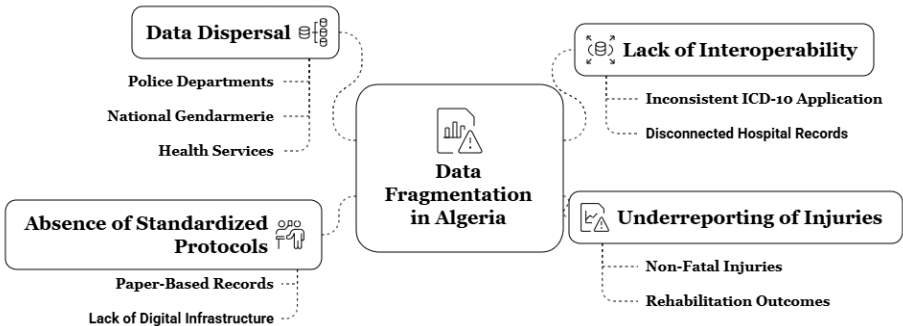 Data Dispersal
Police Departments
National Gendarmerie
Health Services
Absence of Standardized
Protocols
Paper-Based Records
Lack of Digital Infrastructure
Data
Fragmentation
in Algeria
Lack of Interoperability
Inconsistent ICD-10 Application
Disconnected Hospital Records
Underreporting of Injuries
Non-Fatal Injuries
Rehabilitation Outcomes